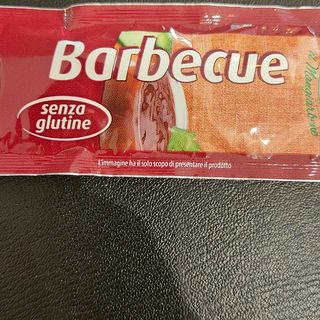 Barbecue
senza
glutine
L'immagine ha il solo scopo di presentare il prodotto